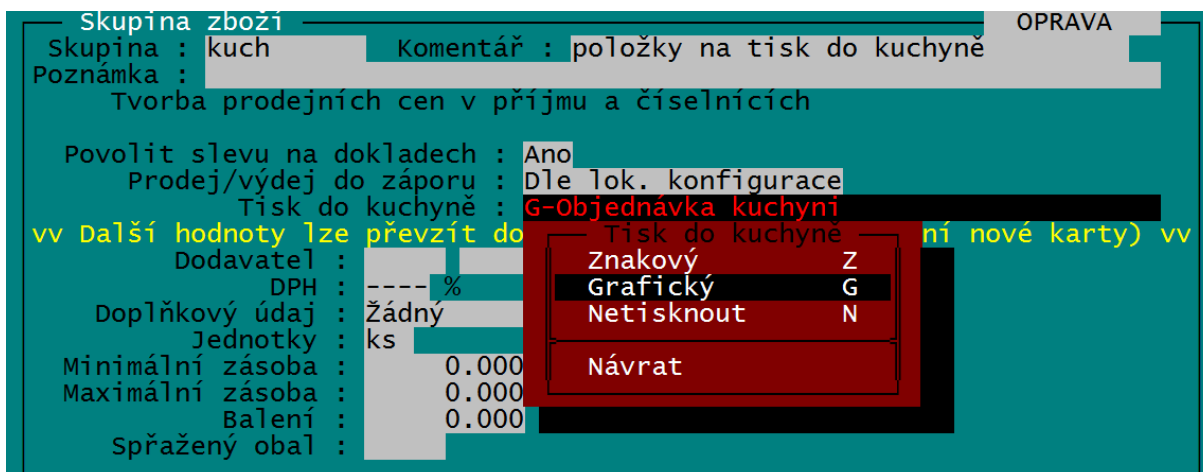 Skupina zboží OPRAVA
Skupina : kuch Komentář : položky na tisk do kuchyně
Poznámka :
Tvorba prodejních cen v příjmu a číselnících
Povolit slevu na dokladech : Ano
Prodej/výdej do záporu : Dle lok. konfigurace
Tisk do kuchyně : G-Objednávka kuchyni
vv Další hodnoty lze převzít do Tisk do kuchyně ní nové karty) vv
Dodavatel : Znakový Z
DPH : ---- % Grafický G
Doplňkový údaj : Žádný Netisknout N
Jednotky : ks
Minimální zásoba : 0.000 Návrat
Maximální zásoba : 0.000
Balení : 0.000
Spřažený obal :